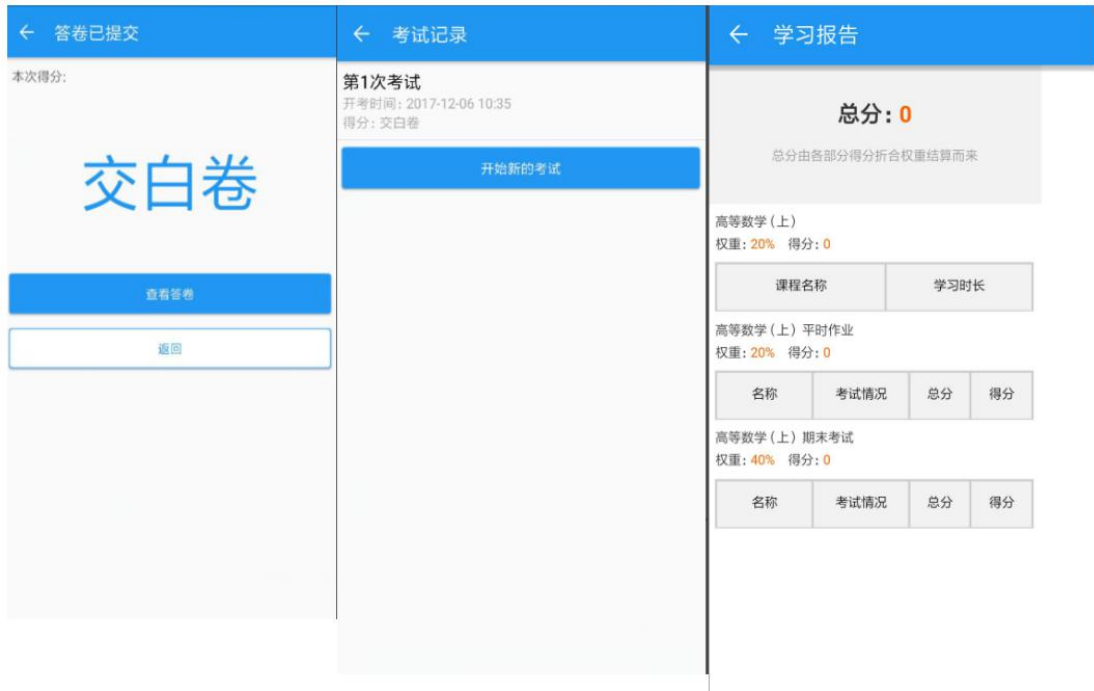 答卷已提交
本次得分:
交白卷
查看答卷
返回
考试记录
第1次考试
开考时间: 2017-12-06 10:35
得分: 交白卷
开始新的考试
学习报告
总分: 0
总分由各部分得分折合权重结算而来
高等数学(上)
权重: 20% 得分: 0
课程名称 学习时长
高等数学(上) 平时作业
权重: 20% 得分: 0
名称 考试情况 总分 得分
高等数学(上) 期末考试
权重: 40% 得分: 0
名称 考试情况 总分 得分